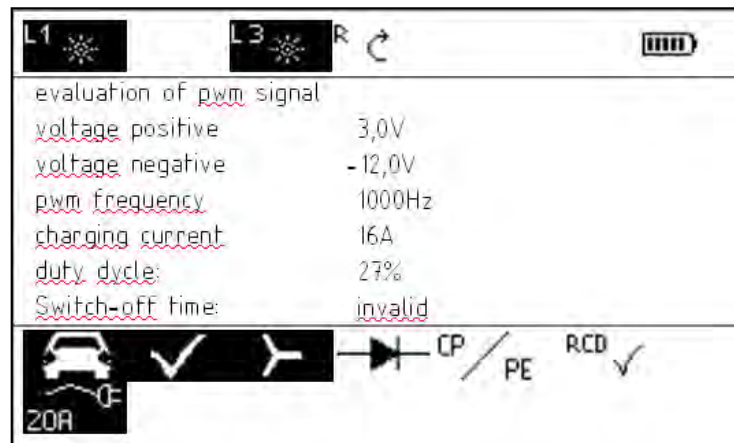 L1 L3 R
evaluation of pwm signal
voltage positive 3,0V
voltage negative -12,0V
pwm frequency 1000Hz
charging current 16A
duty dycle: 27%
Switch-off time: invalid
CP/PE RCD
20A